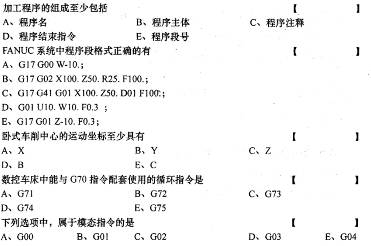 加工程序的组成至少包括 【 】
A、程序名 B、程序主体 C、程序注释
D、程序结束指令 E、程序段号
FANUC 系统中程序段格式正确的有 【 】
A、G17 G00 W-10.;
B、G17 G02 X100. Z50. R25. F100.;
C、G17 G41 G01 X100. Z50. D01 F100.;
D、G01 U10. W10. F0.3 ;
E、G17 G01 Z-10. F0.3;
卧式车削中心的运动坐标至少具有 【 】
A、X B、Y C、Z
D、B E、C
数控车床中能与 G70 指令配套使用的循环指令是 【 】
A、G71 B、G72 C、G73
D、G74 E、G75
下列选项中，属于模态指令的是 【 】
A、G00 B、G01 C、G02 D、G03 E、G04